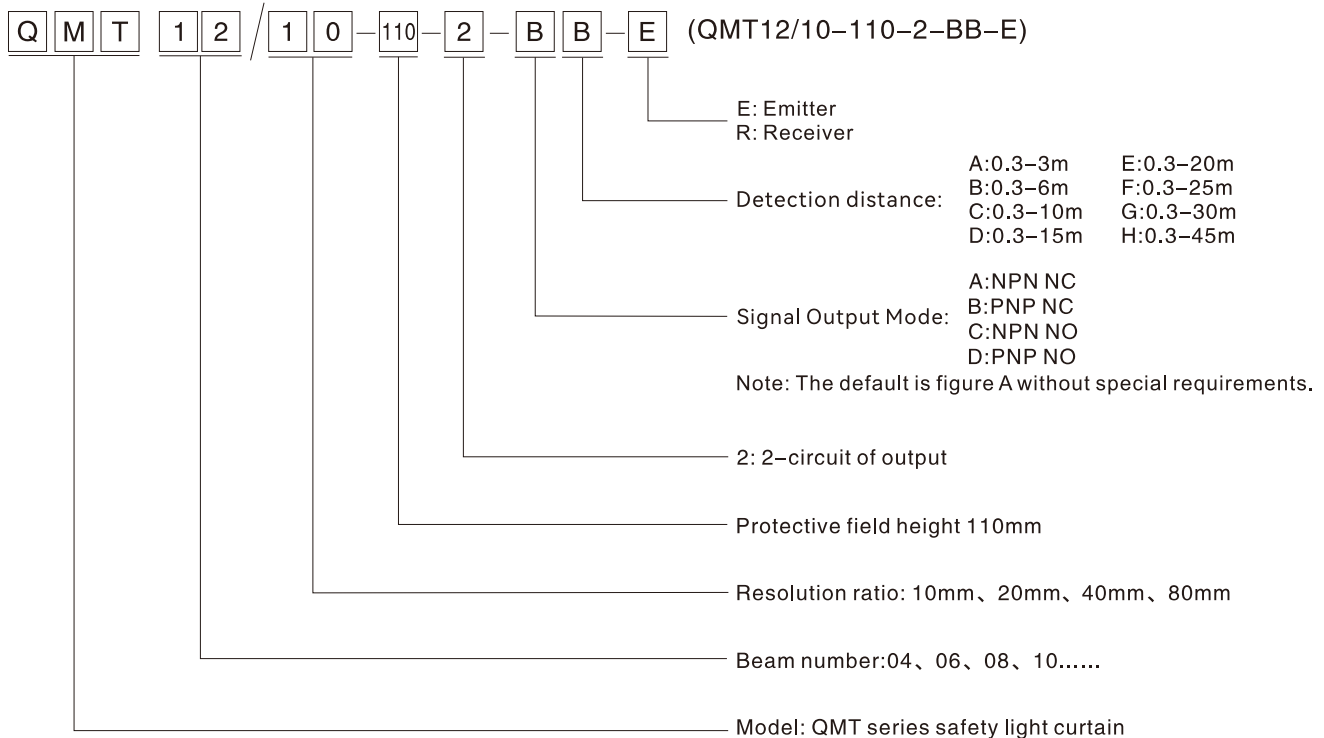 Q M T 1 2 / 1 0 – 110 – 2 – B B – E (QMT12/10–110–2–BB–E)
E: Emitter
R: Receiver
Detection distance:
A:0.3–3m E:0.3–20m
B:0.3–6m F:0.3–25m
C:0.3–10m G:0.3–30m
D:0.3–15m H:0.3–45m
Signal Output Mode:
A:NPN NC
B:PNP NC
C:NPN NO
D:PNP NO
Note: The default is figure A without special requirements.
2: 2–circuit of output
Protective field height 110mm
Resolution ratio: 10mm、20mm、40mm、80mm
Beam number:04、06、08、10......
Model: QMT series safety light curtain